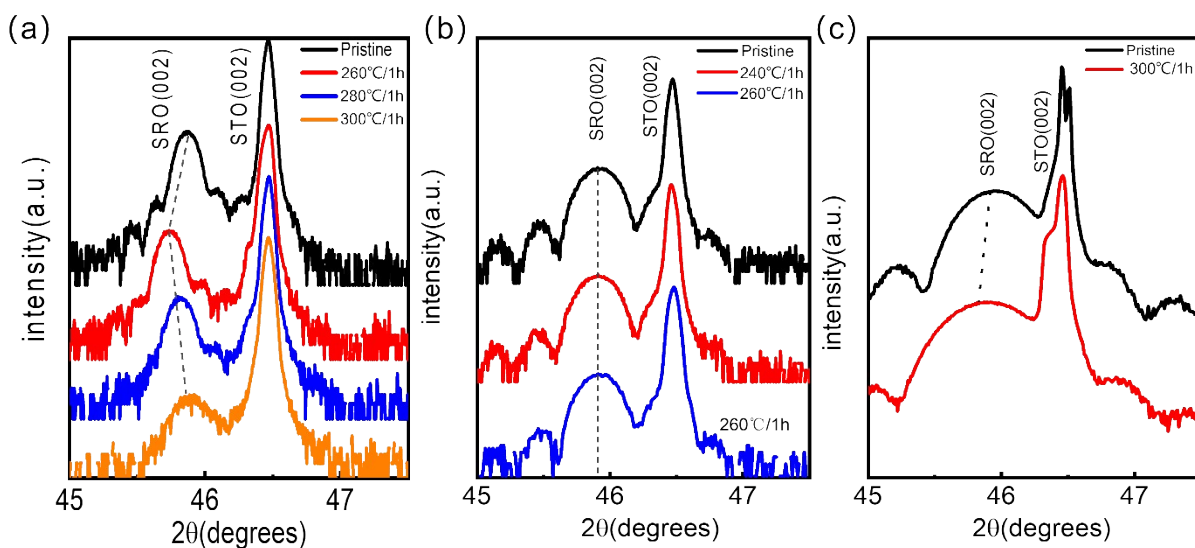 (a)
Pristine
260℃/1h
280℃/1h
300℃/1h
SRO(002)
STO(002)
intensity(a.u.)
45 46 47
2θ(degrees)
(b)
Pristine
240℃/1h
260℃/1h
SRO(002)
STO(002)
260℃/1h
intensity(a.u.)
45 46 47
2θ(degrees)
(c)
Pristine
300℃/1h
SRO(002)
STO(002)
intensity(a.u.)
45 46 47
2θ(degrees)